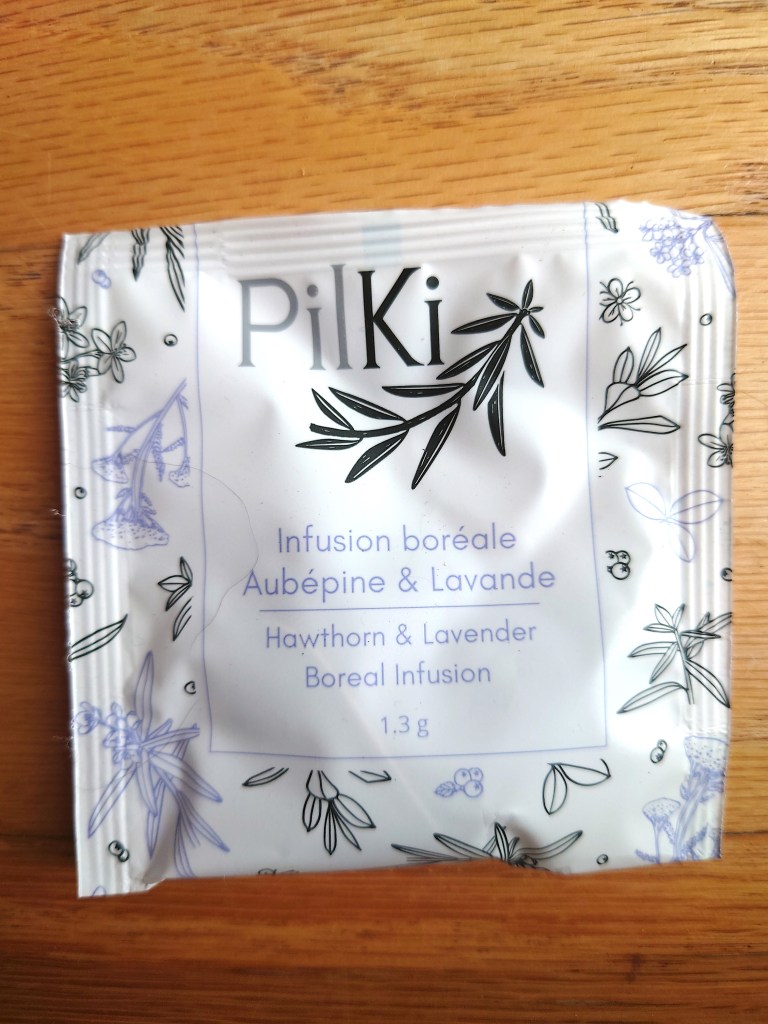 PilKi
Infusion boréale
Aubépine & Lavande
Hawthorn & Lavender
Boreal Infusion
1.3 g